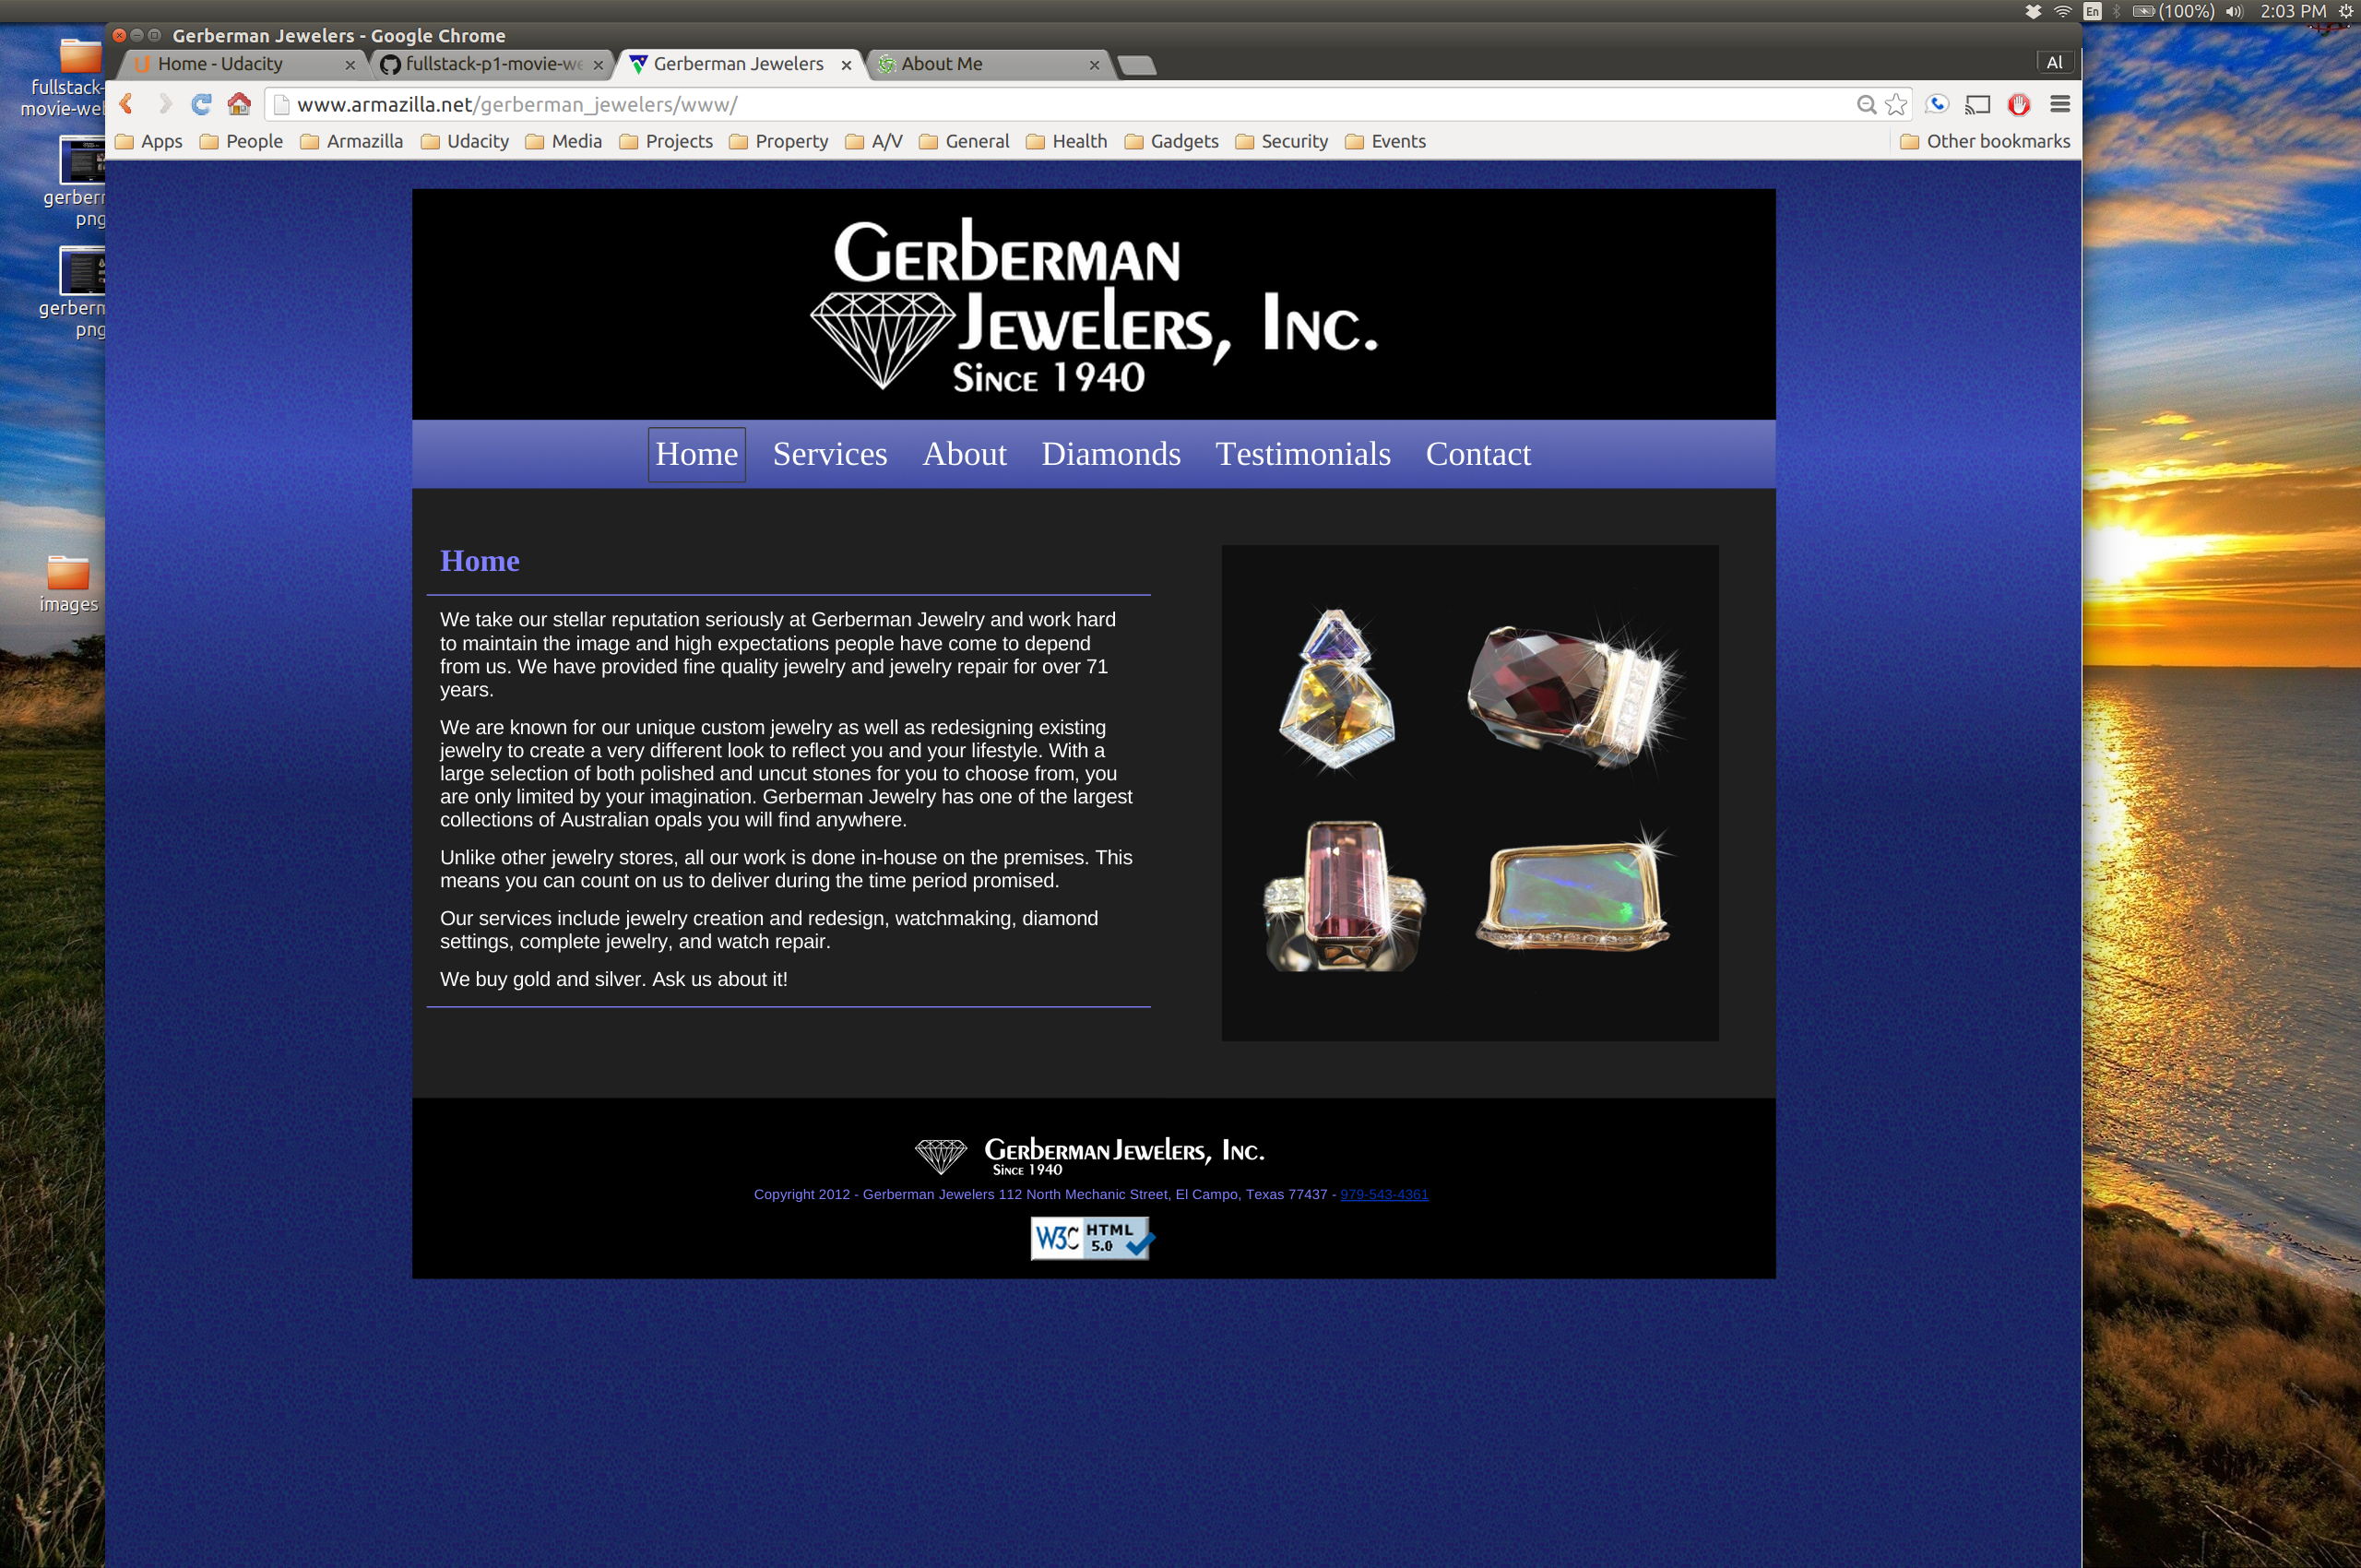 En (100%) 2:03 PM
Gerberman Jewelers - Google Chrome
Home - Udacity
fullstack-p1-movie-we
Gerberman Jewelers
About Me
Al
www.armazilla.net/gerberman_jewelers/www/
Apps People Armazilla Udacity Media Projects Property A/V General Health Gadgets Security Events Other bookmarks
fullstack-
movie-we
gerber
png
gerberm
png
images
GERBERMAN
JEWELERS, INC.
SINCE 1940
Home Services About Diamonds Testimonials Contact
Home
We take our stellar reputation seriously at Gerberman Jewelry and work hard
to maintain the image and high expectations people have come to depend
from us. We have provided fine quality jewelry and jewelry repair for over 71
years.
We are known for our unique custom jewelry as well as redesigning existing
jewelry to create a very different look to reflect you and your lifestyle. With a
large selection of both polished and uncut stones for you to choose from, you
are only limited by your imagination. Gerberman Jewelry has one of the largest
collections of Australian opals you will find anywhere.
Unlike other jewelry stores, all our work is done in-house on the premises. This
means you can count on us to deliver during the time period promised.
Our services include jewelry creation and redesign, watchmaking, diamond
settings, complete jewelry, and watch repair.
We buy gold and silver. Ask us about it!
GERBERMAN JEWELERS, INC.
SINCE 1940
Copyright 2012 - Gerberman Jewelers 112 North Mechanic Street, El Campo, Texas 77437 - 979-543-4361
W3C HTML
5.0